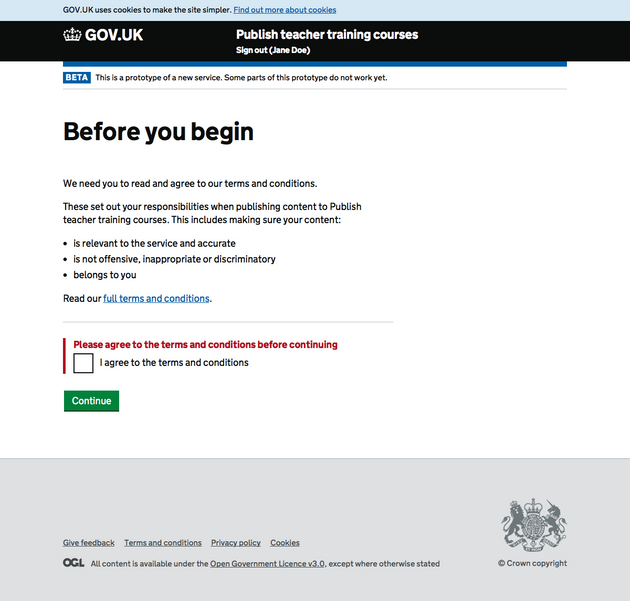 GOV.UK uses cookies to make the site simpler. Find out more about cookies
GOV.UK
Publish teacher training courses
Sign out (Jane Doe)
BETA This is a prototype of a new service. Some parts of this prototype do not work yet.
Before you begin
We need you to read and agree to our terms and conditions.
These set out your responsibilities when publishing content to Publish
teacher training courses. This includes making sure your content:
• is relevant to the service and accurate
• is not offensive, inappropriate or discriminatory
• belongs to you
Read our full terms and conditions.
Please agree to the terms and conditions before continuing
I agree to the terms and conditions
Continue
Give feedback Terms and conditions Privacy policy Cookies
OGL All content is available under the Open Government Licence v3.0, except where otherwise stated
© Crown copyright